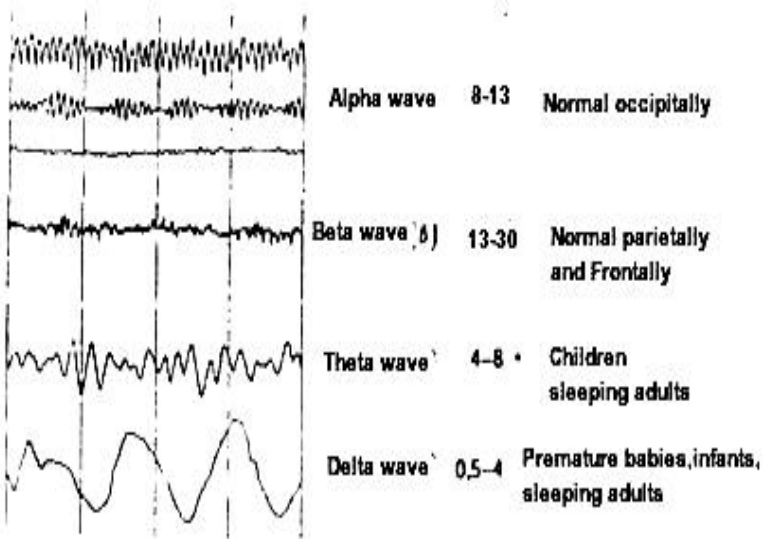 Alpha wave 8-13 Normal occipitally
Beta wave (β) 13-30 Normal parietally
and Frontally
Theta wave 4–8 Children
sleeping adults
Delta wave 0,5–4 Premature babies,infants,
sleeping adults